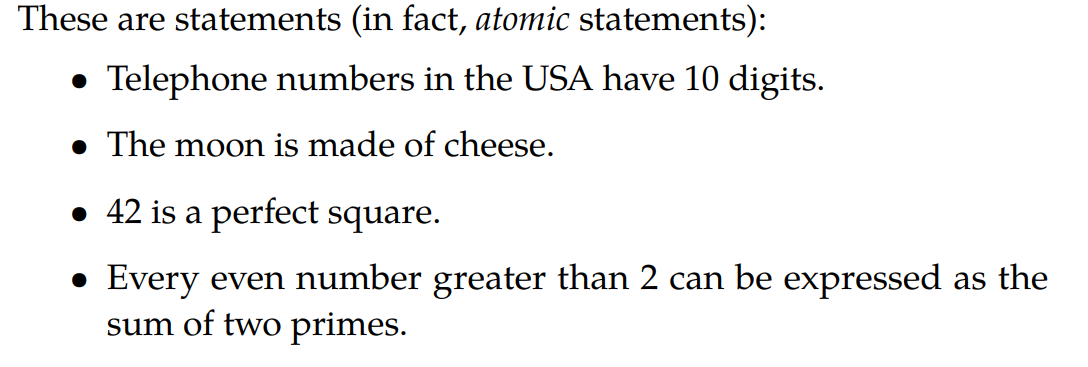 These are statements (in fact, atomic statements):
• Telephone numbers in the USA have 10 digits.
• The moon is made of cheese.
• 42 is a perfect square.
• Every even number greater than 2 can be expressed as the
sum of two primes.